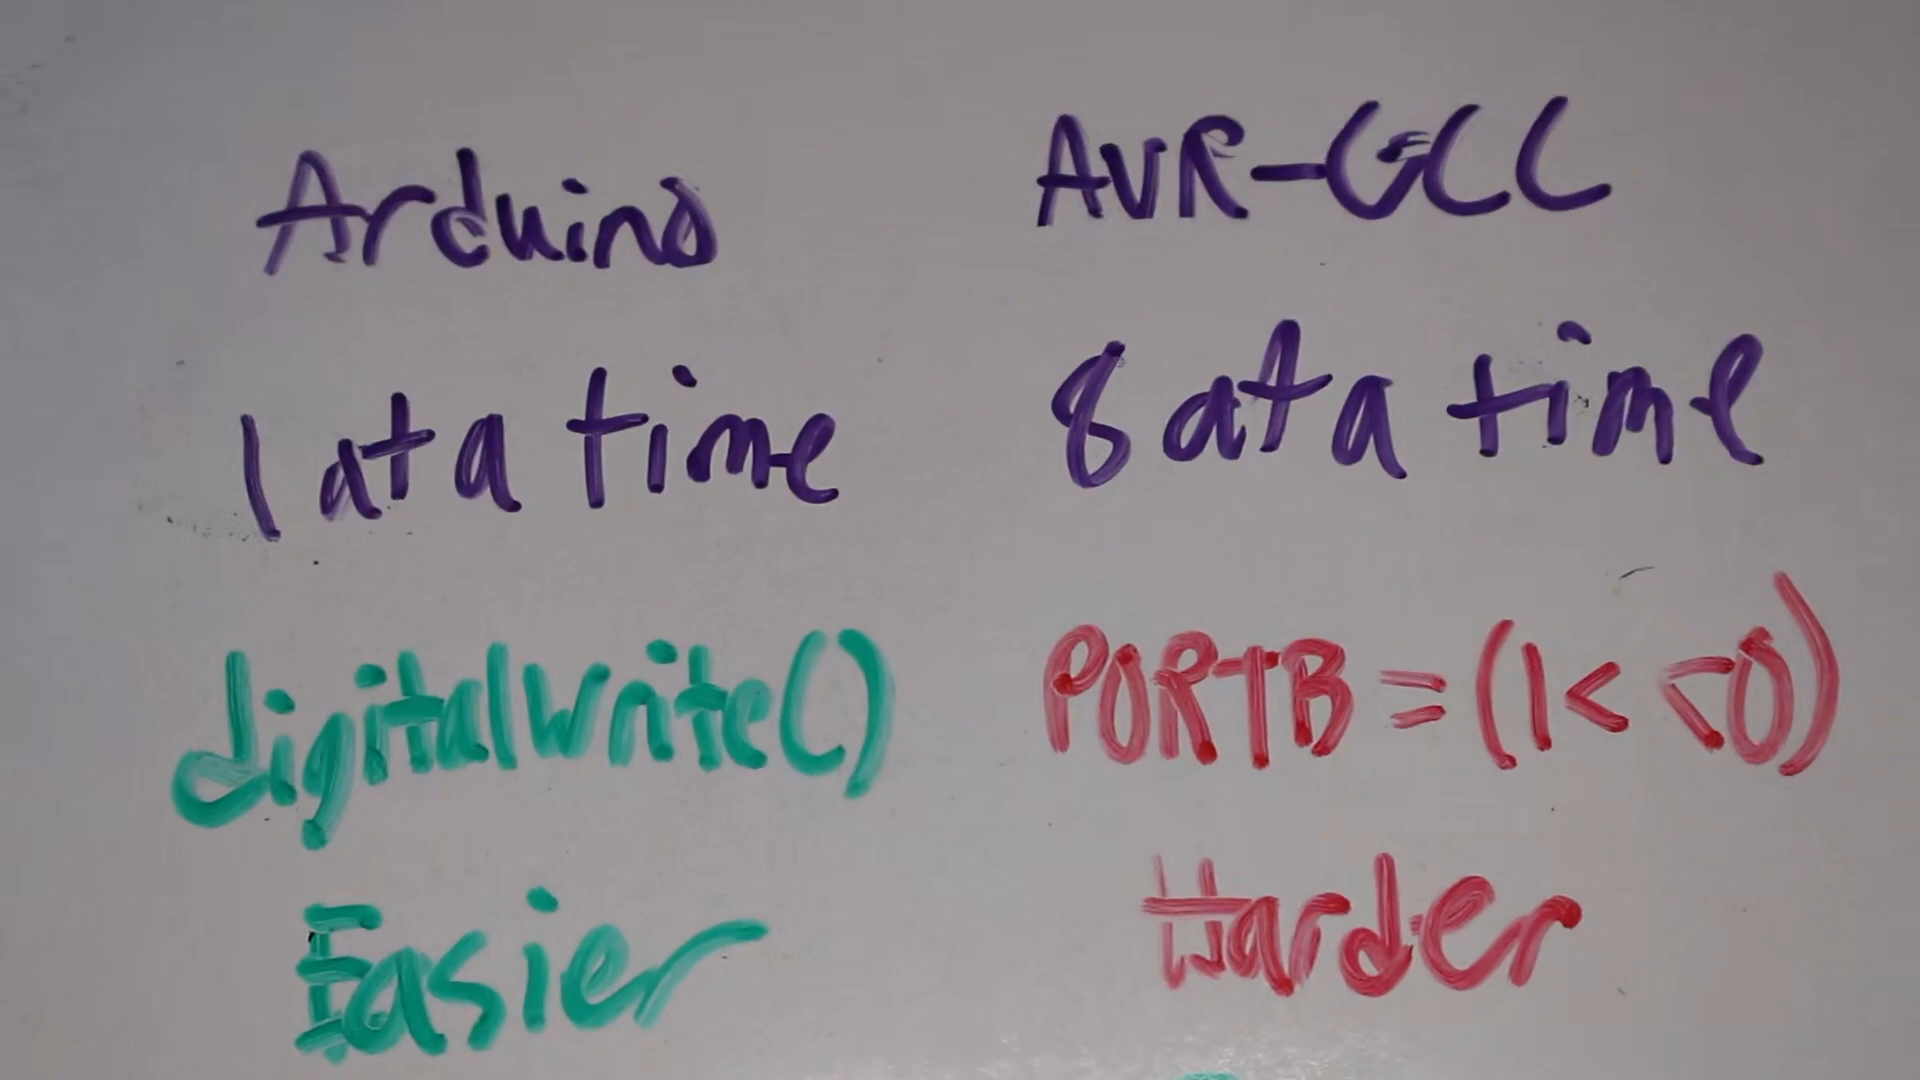 Arduino
1 at a time
digitalWrite()
Easier
AVR-GCC
8 at a time
PORTB = (1<<0)
Harder